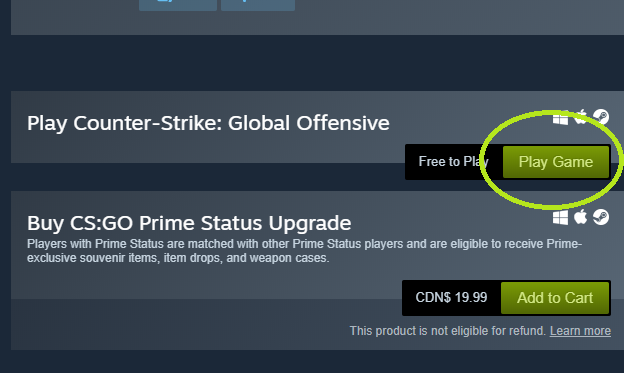 Play Counter-Strike: Global Offensive
Free to Play
Play Game
Buy CS:GO Prime Status Upgrade
Players with Prime Status are matched with other Prime Status players and are eligible to receive Prime-
exclusive souvenir items, item drops, and weapon cases.
CDN$ 19.99
Add to Cart
This product is not eligible for refund. Learn more